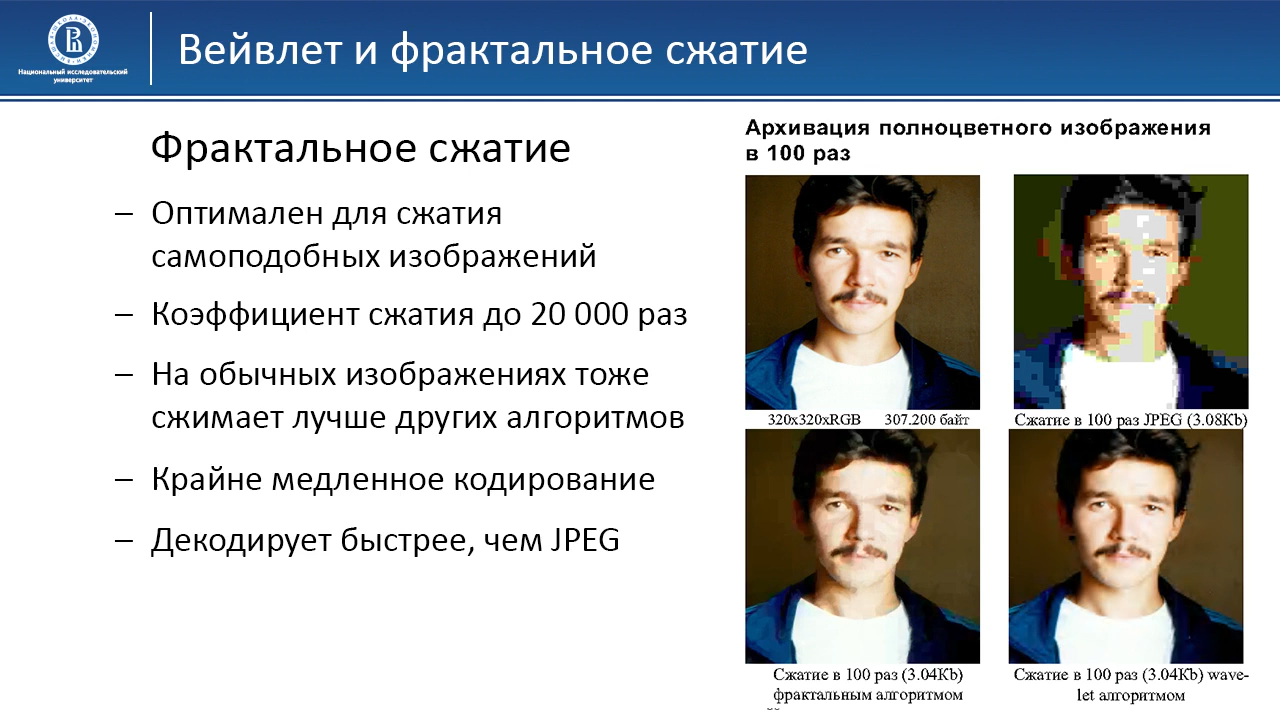 Национальный исследовательский
университет
Вейвлет и фрактальное сжатие
Фрактальное сжатие
– Оптимален для сжатия
самоподобных изображений
– Коэффициент сжатия до 20 000 раз
– На обычных изображениях тоже
сжимает лучше других алгоритмов
– Крайне медленное кодирование
– Декодирует быстрее, чем JPEG
Архивация полноцветного изображения
в 100 раз
320x320xRGB 307.200 байт
Сжатие в 100 раз JPEG (3.08Kb)
Сжатие в 100 раз (3.04Kb)
фрактальным алгоритмом
Сжатие в 100 раз (3.04Kb) wave-
let алгоритмом